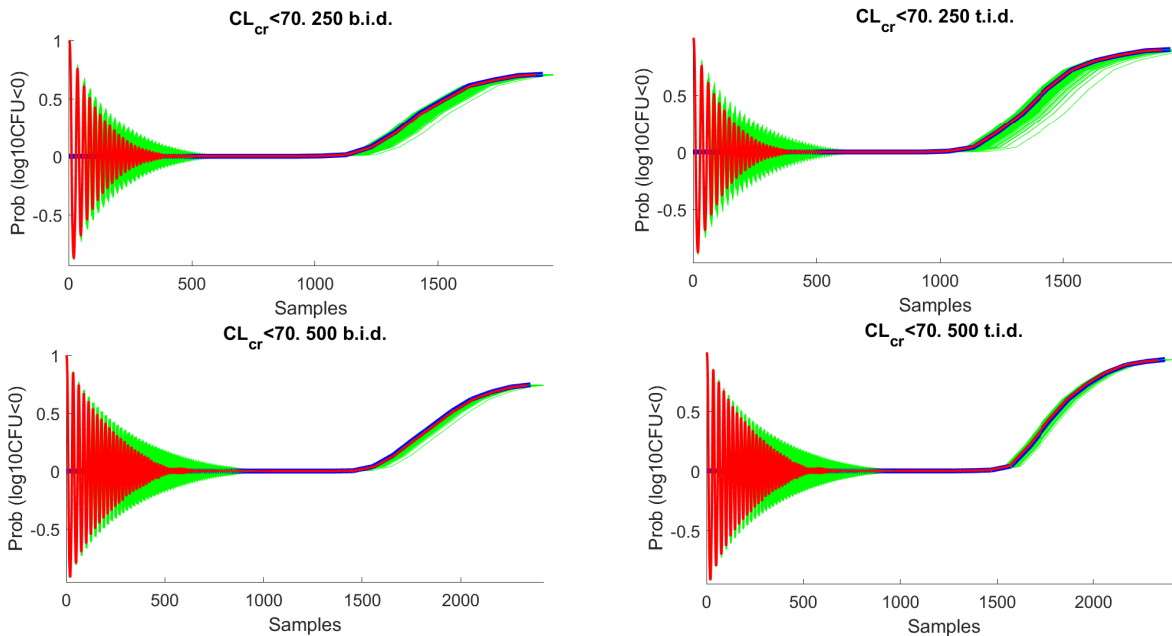 CLcr<70. 250 b.i.d.
1
0.5
0
-0.5
Prob (log10CFU<0)
0 500 1000 1500
Samples
CLcr<70. 250 t.i.d.
0.5
0
-0.5
Prob (log10CFU<0)
0 500 1000 1500
Samples
CLcr<70. 500 b.i.d.
1
0.5
0
-0.5
Prob (log10CFU<0)
0 500 1000 1500 2000
Samples
CLcr<70. 500 t.i.d.
0.5
0
-0.5
Prob (log10CFU<0)
0 500 1000 1500 2000
Samples